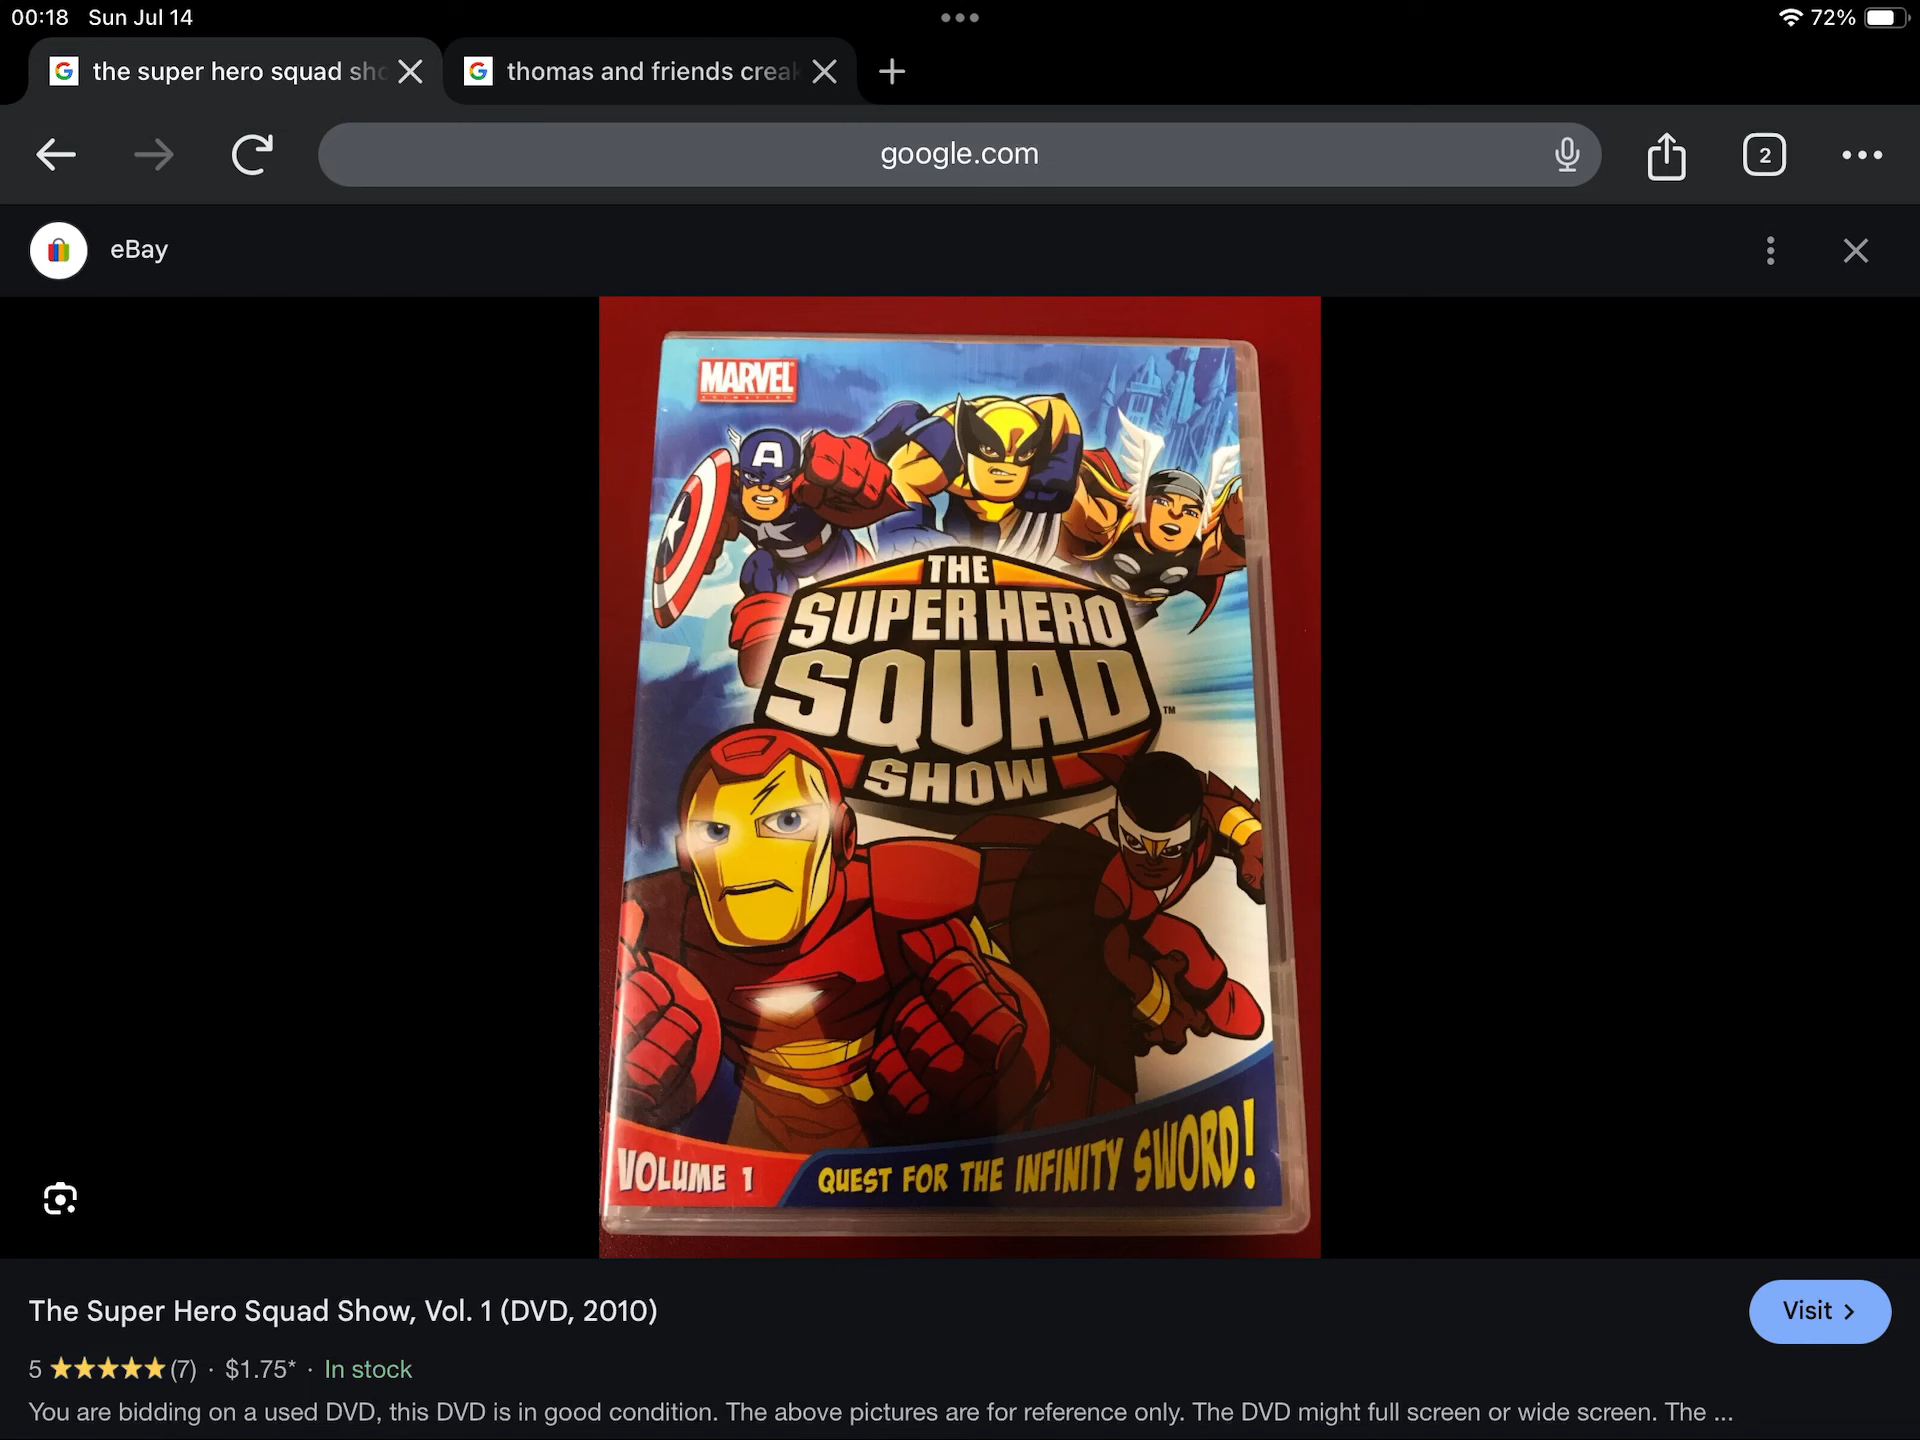 00:18 Sun Jul 14
72%
the super hero squad sho
thomas and friends creak
google.com
2
eBay
MARVEL
ANIMATION
A
THE
SUPER HERO
SQUAD
TM
SHOW
VOLUME 1
QUEST FOR THE INFINITY SWORD!
The Super Hero Squad Show, Vol. 1 (DVD, 2010)
Visit
5 ★★★★★ (7) · $1.75* · In stock
You are bidding on a used DVD, this DVD is in good condition. The above pictures are for reference only. The DVD might full screen or wide screen. The ...